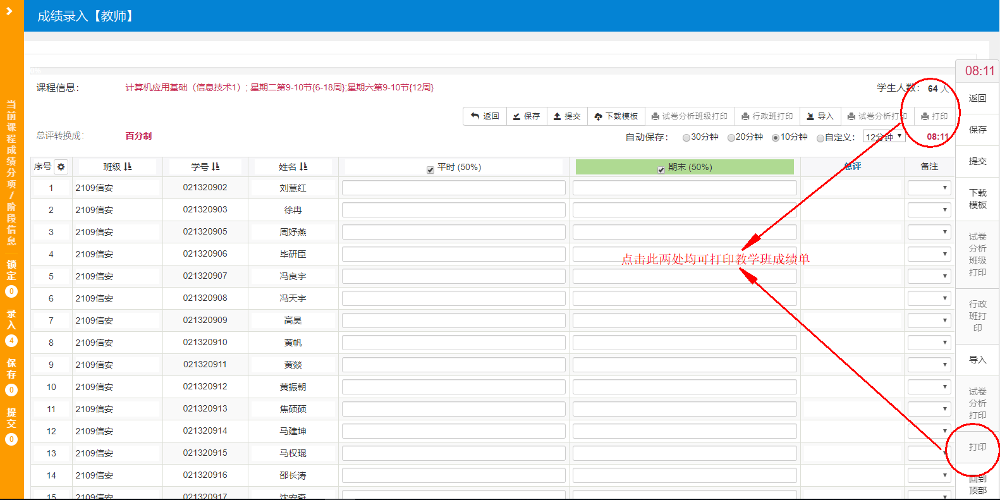 成绩录入【教师】
课程信息：
计算机应用基础（信息技术1）; 星期二第9-10节{6-18周};星期六第9-10节{12周}
学生人数： 64 人
返回 保存 提交 下载模板 试卷分析班级打印 行政班打印 导入 试卷分析打印 打印
总评转换成： 百分制
自动保存： 30分钟 20分钟 10分钟 自定义： 12分钟 08:11
序号 班级 学号 姓名 平时 (50%) 期末 (50%) 总评 备注
1 2109信安 021320902 刘慧红
2 2109信安 021320903 徐冉
3 2109信安 021320905 周妤燕
4 2109信安 021320906 毕研臣
5 2109信安 021320907 冯良宇
6 2109信安 021320908 冯天宇
7 2109信安 021320909 高昊
8 2109信安 021320910 黄帆
9 2109信安 021320911 黄燚
10 2109信安 021320912 黄振朝
11 2109信安 021320913 焦硕硕
12 2109信安 021320914 马建坤
13 2109信安 021320915 马权琨
14 2109信安 021320916 邵长涛
15 2109信安 021320917 沈安奇
点击此两处均可打印教学班成绩单
当前课程成绩分项/阶段信息
锁定
0
录入
4
保存
0
提交
0
08:11
返回
保存
提交
下载
模板
试卷
分析
班级
打印
行政
班打
印
导入
试卷
分析
打印
打印
回到
顶部